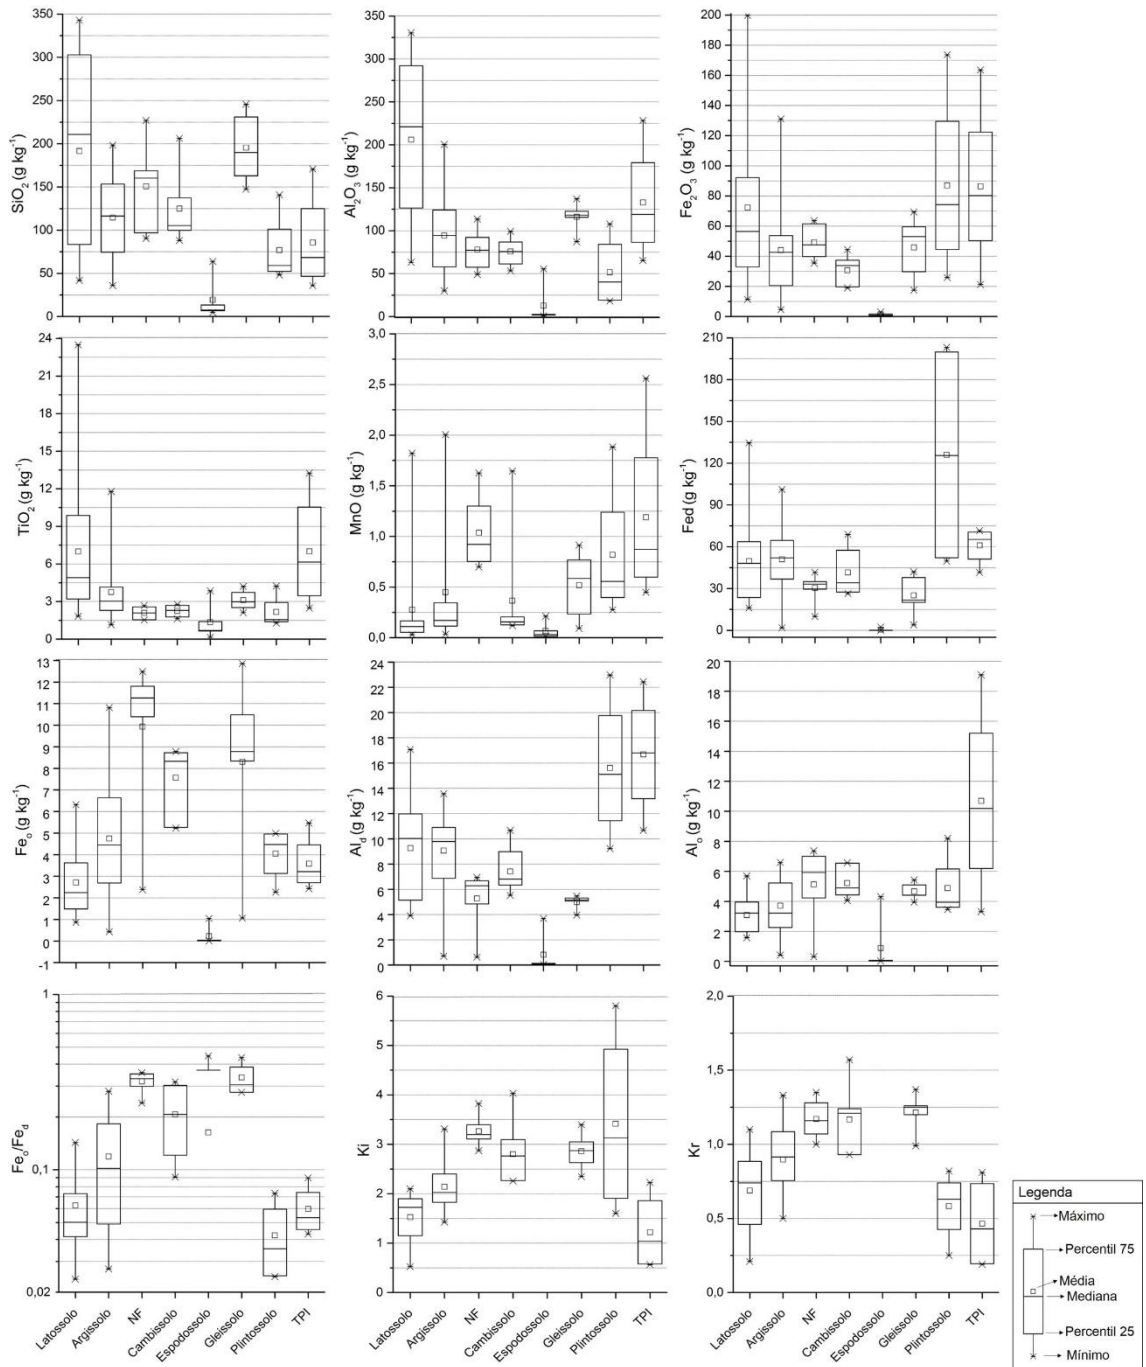 350
300
250
200
150
100
50
0
SiO2 (g kg-1)
350
300
250
200
150
100
50
0
Al2O3 (g kg-1)
200
180
160
140
120
100
80
60
40
20
0
Fe2O3 (g kg-1)
24
21
18
15
12
9
6
3
0
TiO2 (g kg-1)
3,0
2,5
2,0
1,5
1,0
0,5
0,0
MnO (g kg-1)
210
180
150
120
90
60
30
0
Fed (g kg-1)
13
12
11
10
9
8
7
6
5
4
3
2
1
0
-1
Feo (g kg-1)
24
22
20
18
16
14
12
10
8
6
4
2
0
Ald (g kg-1)
20
18
16
14
12
10
8
6
4
2
0
Alo (g kg-1)
1
0,1
0,02
Feo/Fed
Latossolo
Argissolo
NF
Cambissolo
Espodossolo
Gleissolo
Plintossolo
TPI
6
5
4
3
2
1
0
Ki
Latossolo
Argissolo
NF
Cambissolo
Espodossolo
Gleissolo
Plintossolo
TPI
2,0
1,5
1,0
0,5
0,0
Kr
Latossolo
Argissolo
NF
Cambissolo
Espodossolo
Gleissolo
Plintossolo
TPI
Legenda
Máximo
Percentil 75
Média
Mediana
Percentil 25
Mínimo